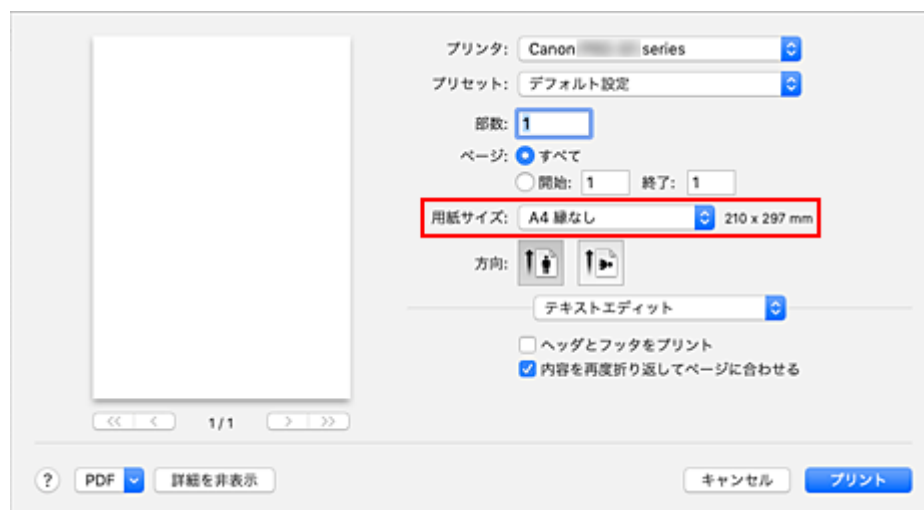 プリンタ: Canon series
プリセット: デフォルト設定
部数: 1
ページ: すべて
開始: 1 終了: 1
用紙サイズ: A4 縁なし 210 x 297 mm
方向:
テキストエディット
ヘッダとフッタをプリント
内容を再度折り返してページに合わせる
<< < 1/1 > >>
? PDF 詳細を非表示 キャンセル プリント